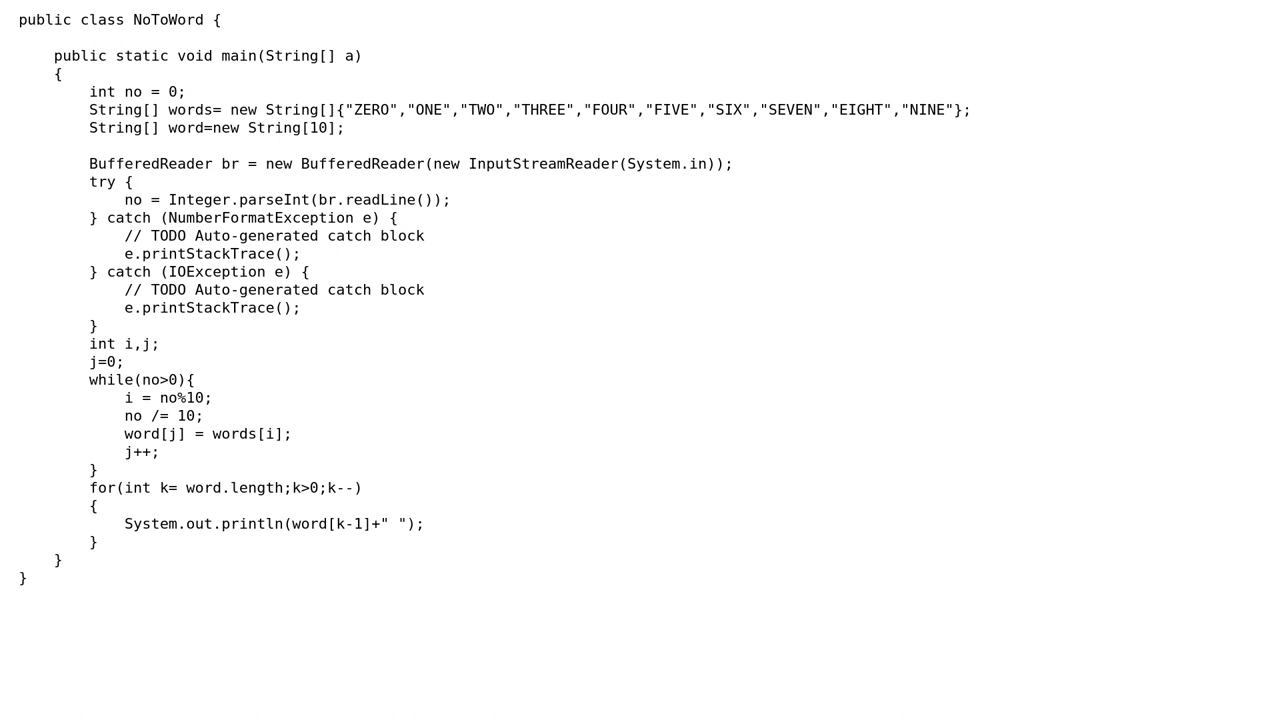 public class NoToWord {
public static void main(String[] a)
{
int no = 0;
String[] words= new String[]{"ZERO","ONE","TWO","THREE","FOUR","FIVE","SIX","SEVEN","EIGHT","NINE"};
String[] word=new String[10];
BufferedReader br = new BufferedReader(new InputStreamReader(System.in));
try {
no = Integer.parseInt(br.readLine());
} catch (NumberFormatException e) {
// TODO Auto-generated catch block
e.printStackTrace();
} catch (IOException e) {
// TODO Auto-generated catch block
e.printStackTrace();
}
int i,j;
j=0;
while(no>0){
i = no%10;
no /= 10;
word[j] = words[i];
j++;
}
for(int k= word.length;k>0;k--)
{
System.out.println(word[k-1]+" ");
}
}
}